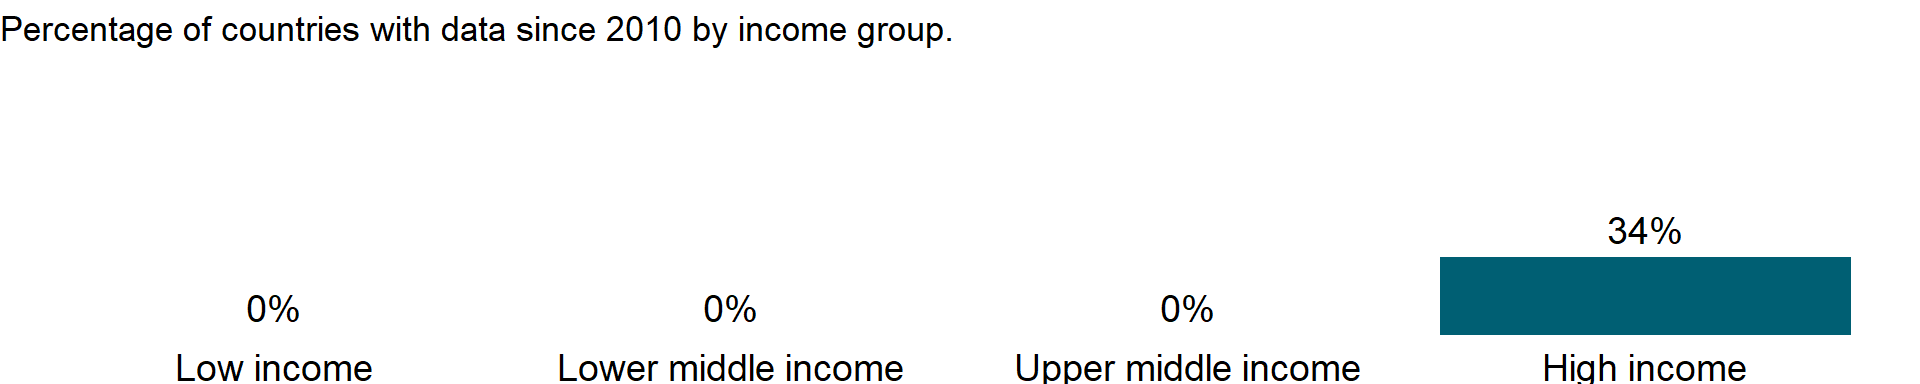 Percentage of countries with data since 2010 by income group.
34%
0% 0% 0%
Low income Lower middle income Upper middle income High income